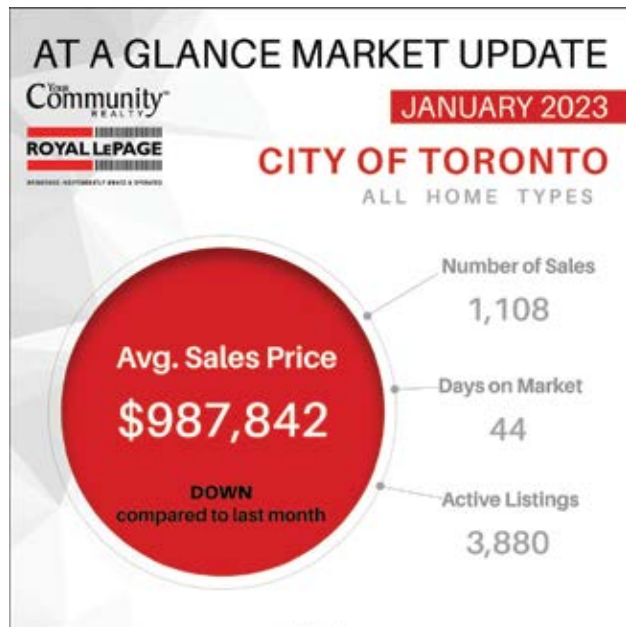 AT A GLANCE MARKET UPDATE
Your
Community™
REALTY
JANUARY 2023
ROYAL LEPAGE
CITY OF TORONTO
ALL HOME TYPES
Number of Sales
1,108
Avg. Sales Price
$987,842
Days on Market
44
DOWN
compared to last month
Active Listings
3,880